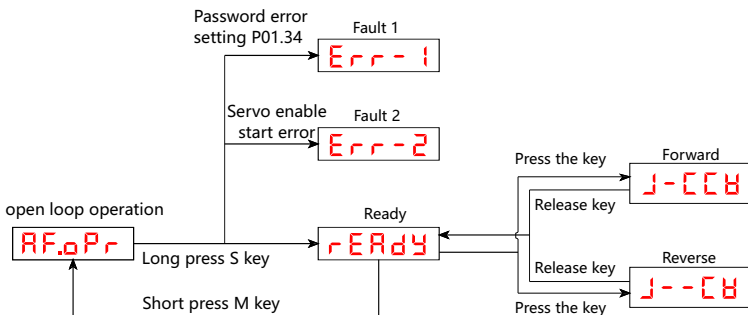 Password error
setting P01.34
Fault 1
Err-1
Servo enable
start error
Fault 2
Err-2
Press the key
Forward
J-CCW
Release key
open loop operation
AF.oPr
Long press S key
Ready
rEAdy
Release key
Reverse
J--CW
Short press M key
Press the key